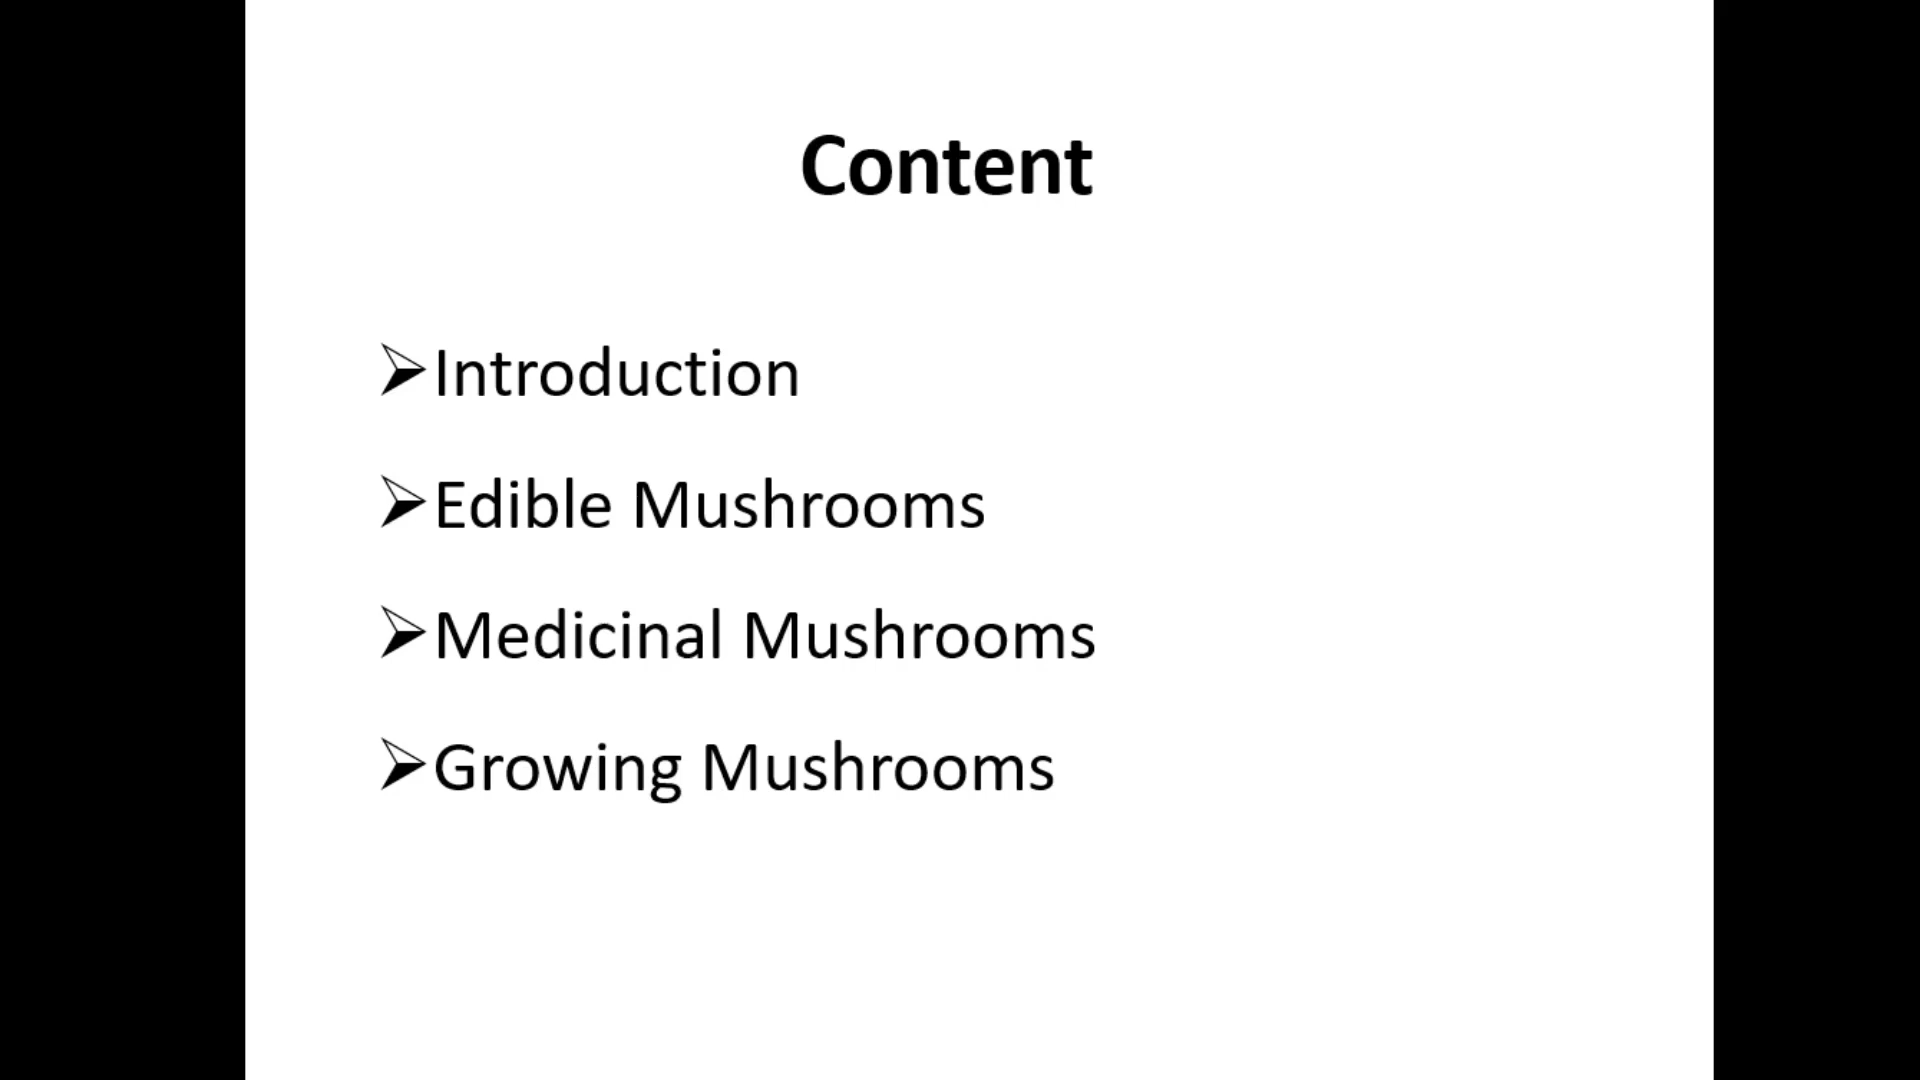 Content
➢Introduction
➢Edible Mushrooms
➢Medicinal Mushrooms
➢Growing Mushrooms